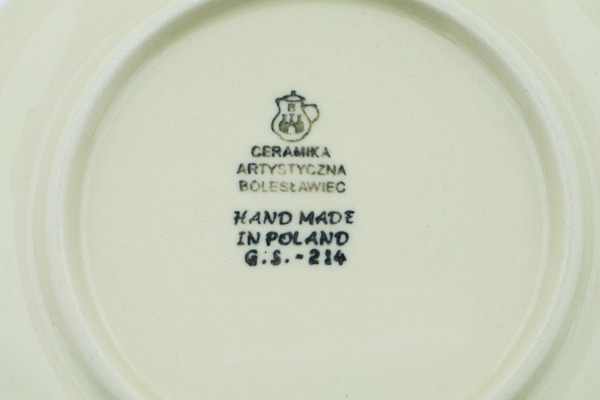 B
CERAMIKA
ARTYSTYCZNA
BOLESŁAWIEC
HAND MADE
IN POLAND
G.S.-214